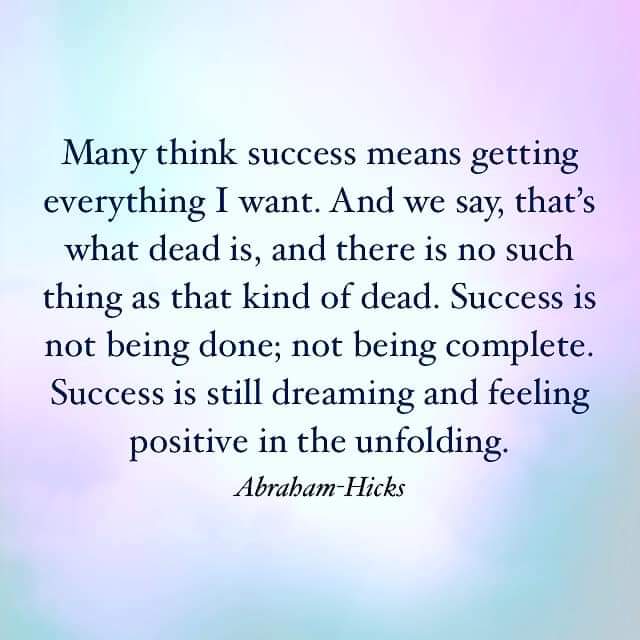 Many think success means getting
everything I want. And we say, that’s
what dead is, and there is no such
thing as that kind of dead. Success is
not being done; not being complete.
Success is still dreaming and feeling
positive in the unfolding.
Abraham-Hicks